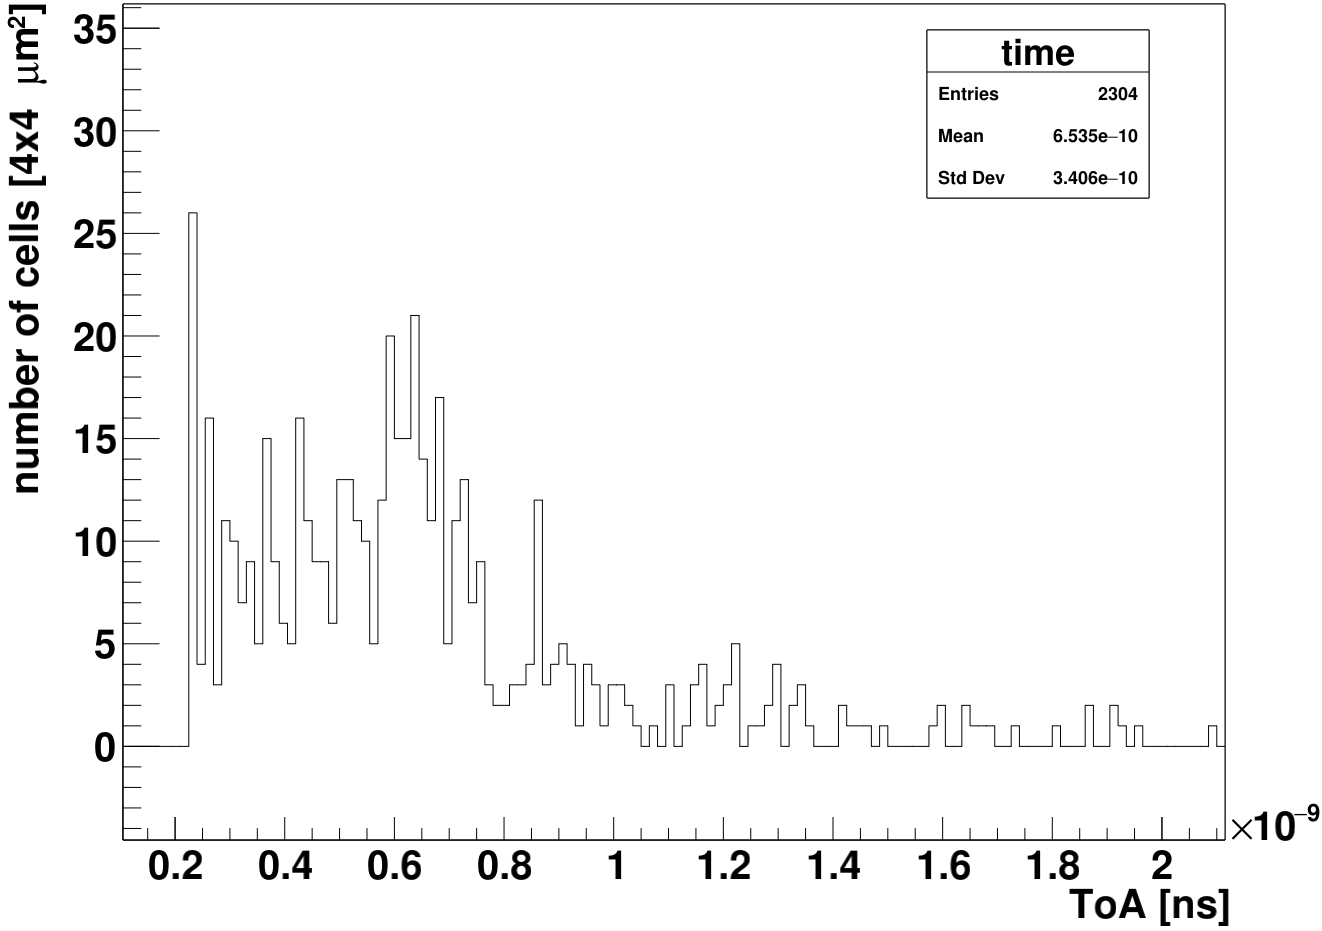 number of cells [4x4 μm²]
35
30
25
20
15
10
5
0
time
Entries 2304
Mean 6.535e−10
Std Dev 3.406e−10
0.2 0.4 0.6 0.8 1 1.2 1.4 1.6 1.8 2
×10⁻⁹
ToA [ns]